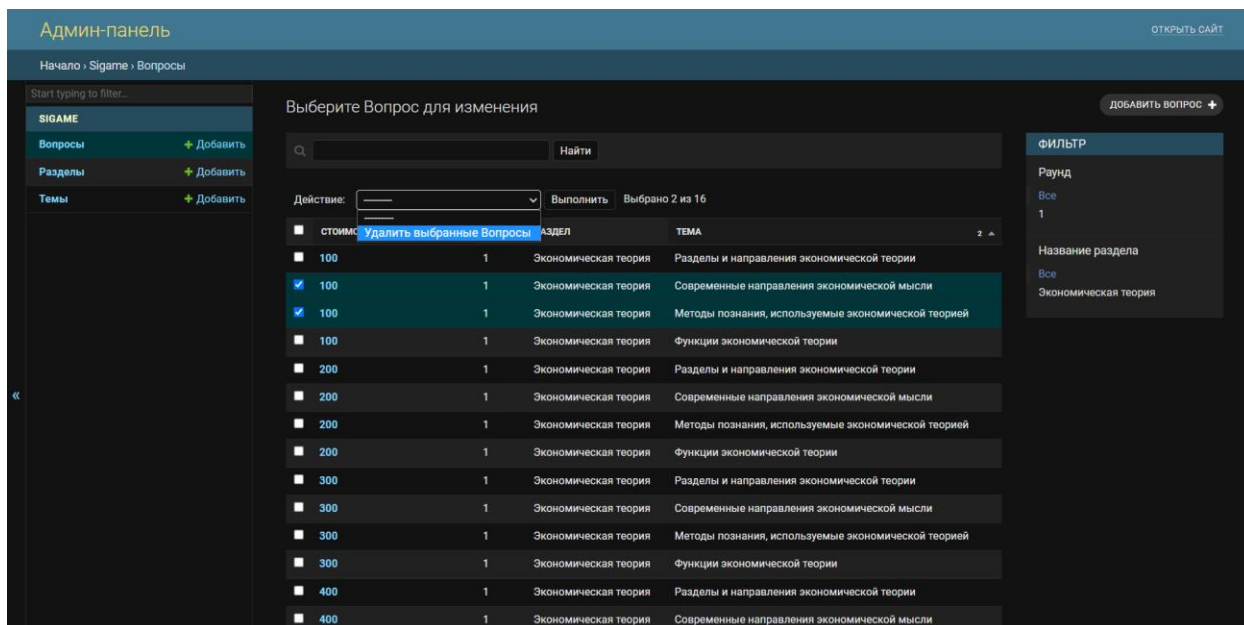 Админ-панель
ОТКРЫТЬ САЙТ
Начало › Sigame › Вопросы
Start typing to filter...
SIGAME
Вопросы + Добавить
Разделы + Добавить
Темы + Добавить
«
Выберите Вопрос для изменения
ДОБАВИТЬ ВОПРОС +
Найти
Действие: --------- Выполнить Выбрано 2 из 16
---------
Удалить выбранные Вопросы
СТОИМО АЗДЕЛ ТЕМА 2
100 1 Экономическая теория Разделы и направления экономической теории
100 1 Экономическая теория Современные направления экономической мысли
100 1 Экономическая теория Методы познания, используемые экономической теорией
100 1 Экономическая теория Функции экономической теории
200 1 Экономическая теория Разделы и направления экономической теории
200 1 Экономическая теория Современные направления экономической мысли
200 1 Экономическая теория Методы познания, используемые экономической теорией
200 1 Экономическая теория Функции экономической теории
300 1 Экономическая теория Разделы и направления экономической теории
300 1 Экономическая теория Современные направления экономической мысли
300 1 Экономическая теория Методы познания, используемые экономической теорией
300 1 Экономическая теория Функции экономической теории
400 1 Экономическая теория Разделы и направления экономической теории
400 1 Экономическая теория Современные направления экономической мысли
ФИЛЬТР
Раунд
Все
1
Название раздела
Все
Экономическая теория